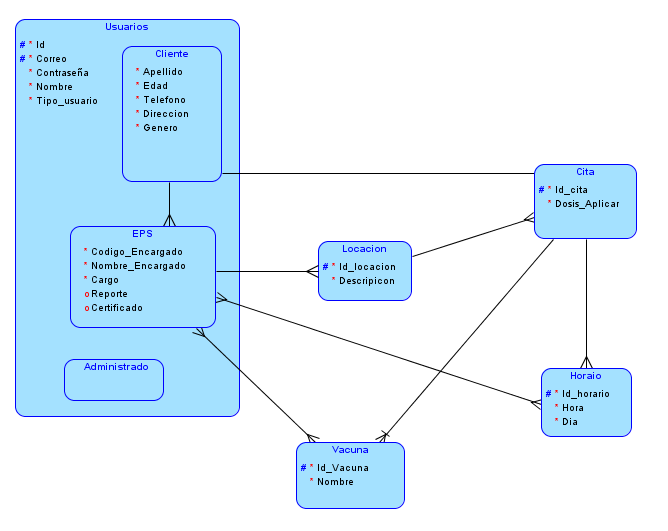 Usuarios
# * Id
# * Correo
* Contraseña
* Nombre
* Tipo_usuario
Cliente
* Apellido
* Edad
* Telefono
* Direccion
* Genero
EPS
* Codigo_Encargado
* Nombre_Encargado
* Cargo
o Reporte
o Certificado
Administrado
Locacion
# * Id_locacion
* Descripicon
Cita
# * Id_cita
* Dosis_Aplicar
Horaio
# * Id_horario
* Hora
* Dia
Vacuna
# * Id_Vacuna
* Nombre